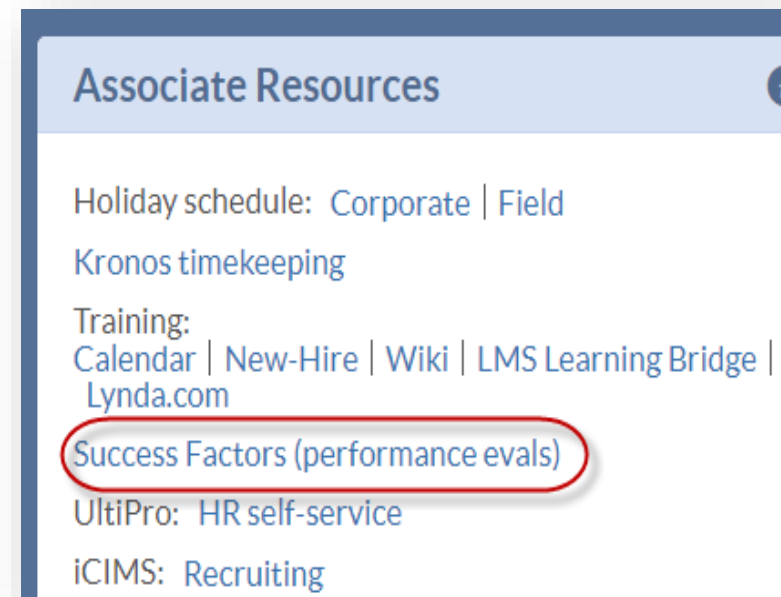 Associate Resources
Holiday schedule: Corporate | Field
Kronos timekeeping
Training:
Calendar | New-Hire | Wiki | LMS Learning Bridge |
Lynda.com
Success Factors (performance evals)
UltiPro: HR self-service
iCIMS: Recruiting